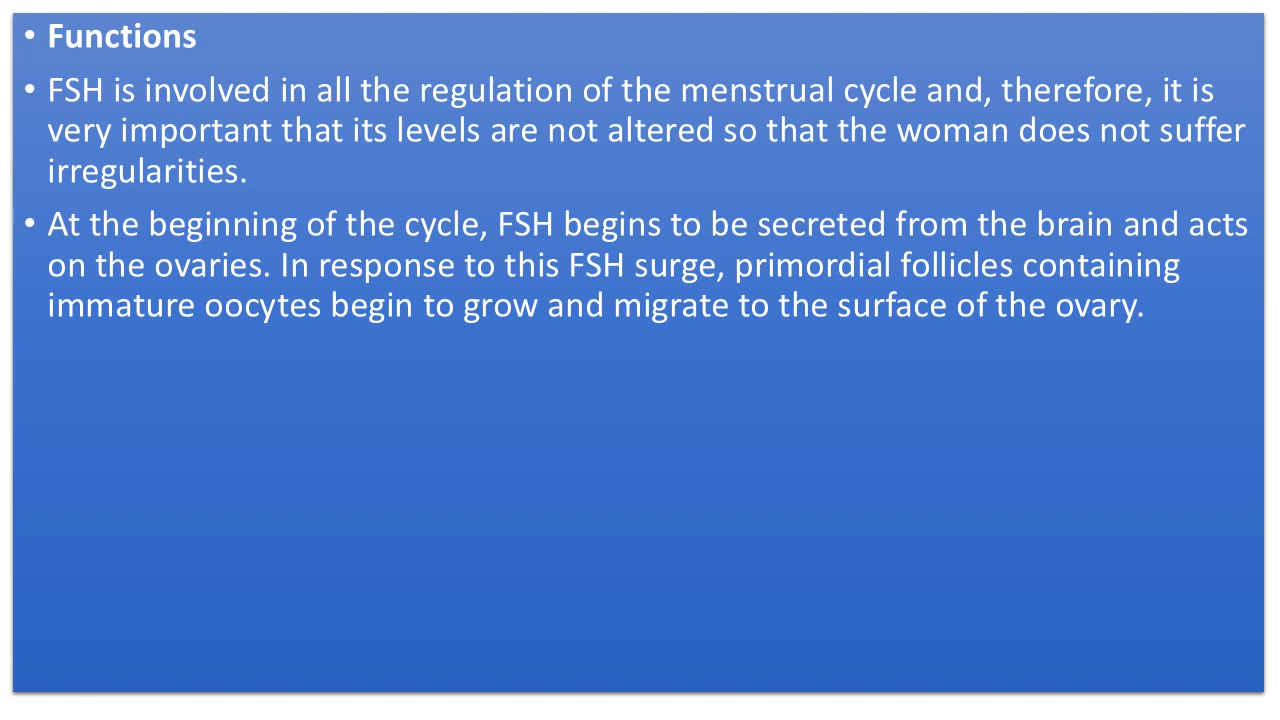 • Functions
• FSH is involved in all the regulation of the menstrual cycle and, therefore, it is
very important that its levels are not altered so that the woman does not suffer
irregularities.
• At the beginning of the cycle, FSH begins to be secreted from the brain and acts
on the ovaries. In response to this FSH surge, primordial follicles containing
immature oocytes begin to grow and migrate to the surface of the ovary.